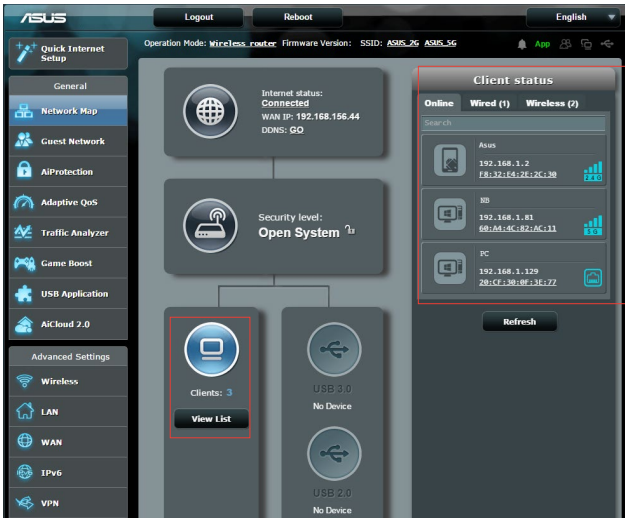 ASUS
Logout
Reboot
English
Quick Internet
Setup
Operation Mode: Wireless router Firmware Version: SSID: ASUS_2G ASUS_5G
App
General
Network Map
Guest Network
AiProtection
Adaptive QoS
Traffic Analyzer
Game Boost
USB Application
AiCloud 2.0
Advanced Settings
Wireless
LAN
WAN
IPv6
VPN
Internet status:
Connected
WAN IP: 192.168.156.44
DDNS: GO
Security level:
Open System
Clients: 3
View List
USB 3.0
No Device
USB 2.0
No Device
Client status
Online Wired (1) Wireless (2)
Search
Asus
192.168.1.2
F8:32:E4:2E:2C:30
2.4G
NB
192.168.1.81
60:A4:4C:82:AC:11
5G
PC
192.168.1.129
20:CF:30:0F:3E:77
Refresh